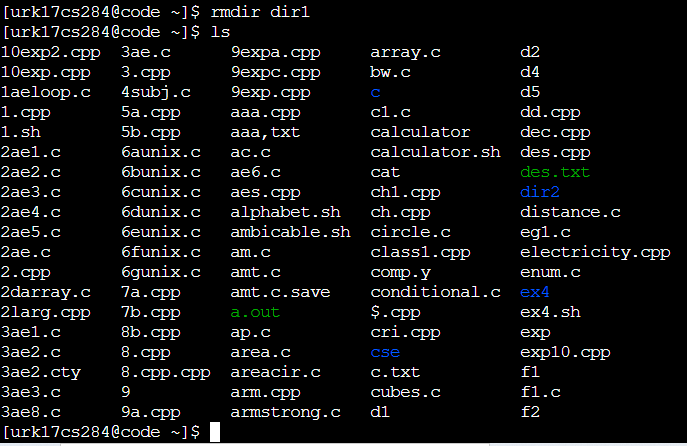 [urk17cs284@code ~]$ rmdir dir1
[urk17cs284@code ~]$ ls
10exp2.cpp 3ae.c 9expa.cpp array.c d2
10exp.cpp 3.cpp 9expc.cpp bw.c d4
1aeloop.c 4subj.c 9exp.cpp c d5
1.cpp 5a.cpp aaa.cpp c1.c dd.cpp
1.sh 5b.cpp aaa,txt calculator dec.cpp
2ae1.c 6aunix.c ac.c calculator.sh des.cpp
2ae2.c 6bunix.c ae6.c cat des.txt
2ae3.c 6cunix.c aes.cpp ch1.cpp dir2
2ae4.c 6dunix.c alphabet.sh ch.cpp distance.c
2ae5.c 6eunix.c ambicable.sh circle.c eg1.c
2ae.c 6funix.c am.c class1.cpp electricity.cpp
2.cpp 6gunix.c amt.c comp.y enum.c
2darray.c 7a.cpp amt.c.save conditional.c ex4
2larg.cpp 7b.cpp a.out $.cpp ex4.sh
3ae1.c 8b.cpp ap.c cri.cpp exp
3ae2.c 8.cpp area.c cse exp10.cpp
3ae2.cty 8.cpp.cpp areacir.c c.txt f1
3ae3.c 9 arm.cpp cubes.c f1.c
3ae8.c 9a.cpp armstrong.c d1 f2
[urk17cs284@code ~]$